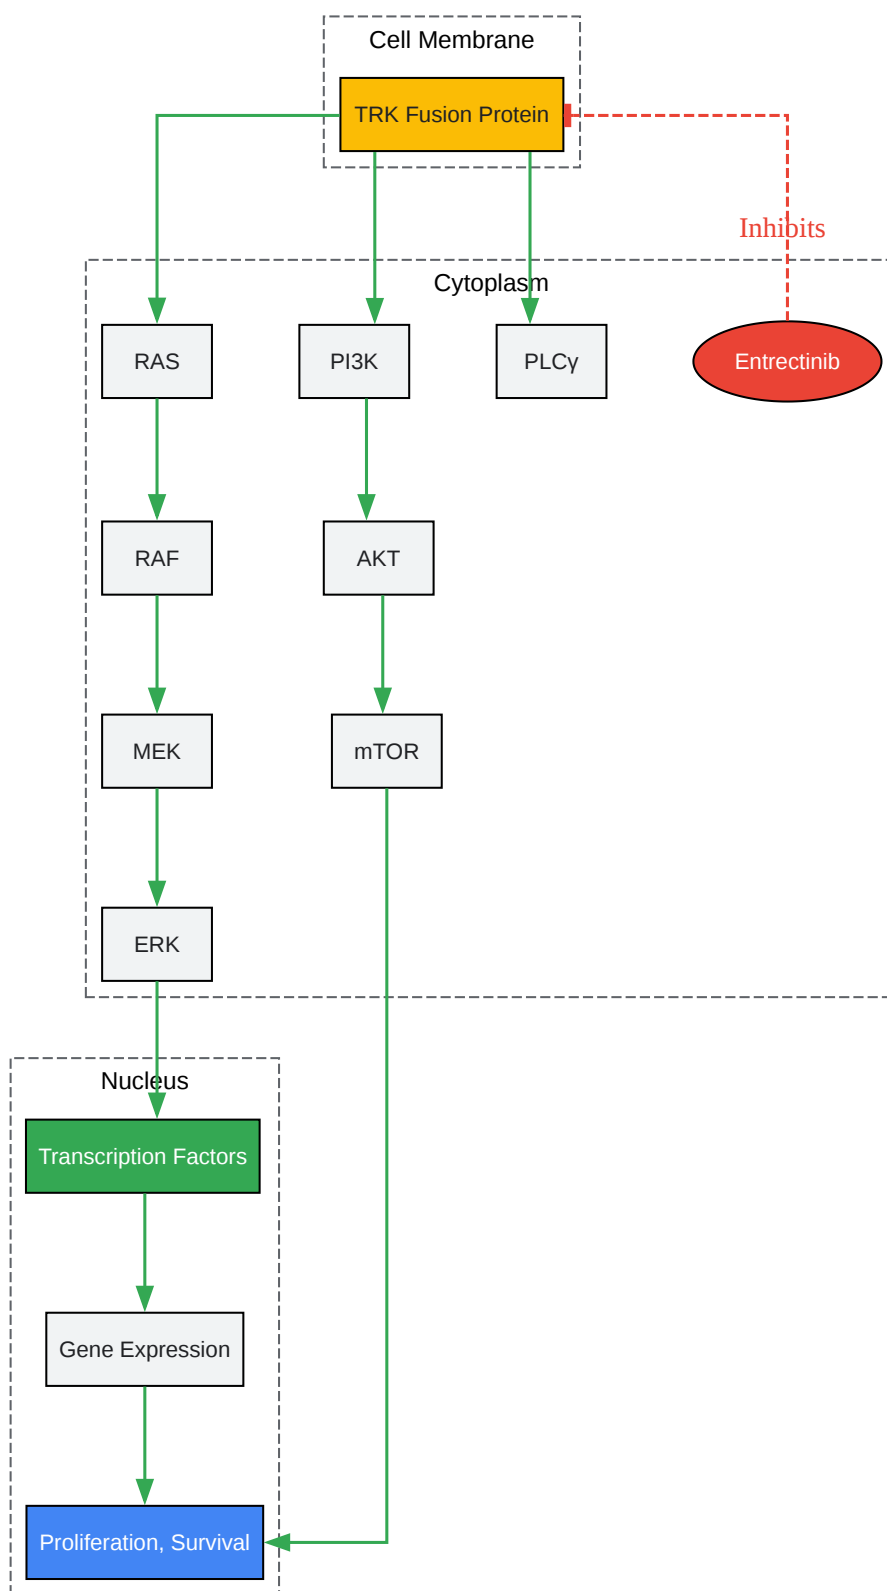 Cell Membrane
TRK Fusion Protein
Inhibits
Cytoplasm
RAS
PI3K
PLCγ
Entrectinib
RAF
AKT
MEK
mTOR
ERK
Nucleus
Transcription Factors
Gene Expression
Proliferation, Survival